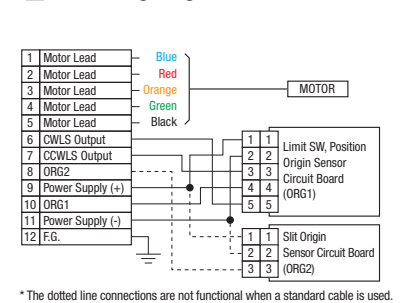 1 Motor Lead Blue
2 Motor Lead Red
3 Motor Lead Orange
4 Motor Lead Green
5 Motor Lead Black
6 CWLS Output
7 CCWLS Output
8 ORG2
9 Power Supply (+)
10 ORG1
11 Power Supply (-)
12 F.G.
MOTOR
1 1
2 2
3 3
4 4
5 5
Limit SW, Position
Origin Sensor
Circuit Board
(ORG1)
1 1 Slit Origin
2 2 Sensor Circuit Board
3 3 (ORG2)
* The dotted line connections are not functional when a standard cable is used.